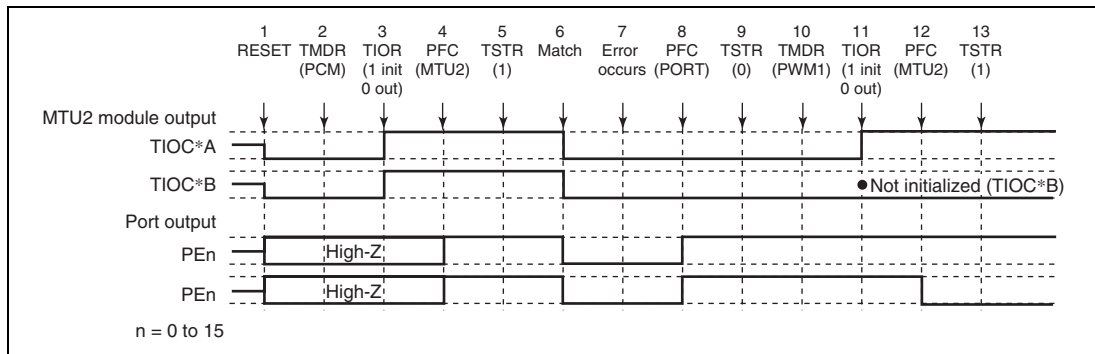 1 2 3 4 5 6 7 8 9 10 11 12 13
RESET TMDR TIOR PFC TSTR Match Error PFC TSTR TMDR TIOR PFC TSTR
(PCM) (1 init (MTU2) (1) occurs (PORT) (0) (PWM1) (1 init (MTU2) (1)
0 out) 0 out)
MTU2 module output
TIOC*A
TIOC*B
Not initialized (TIOC*B)
Port output
PEn
High-Z
PEn
High-Z
n = 0 to 15